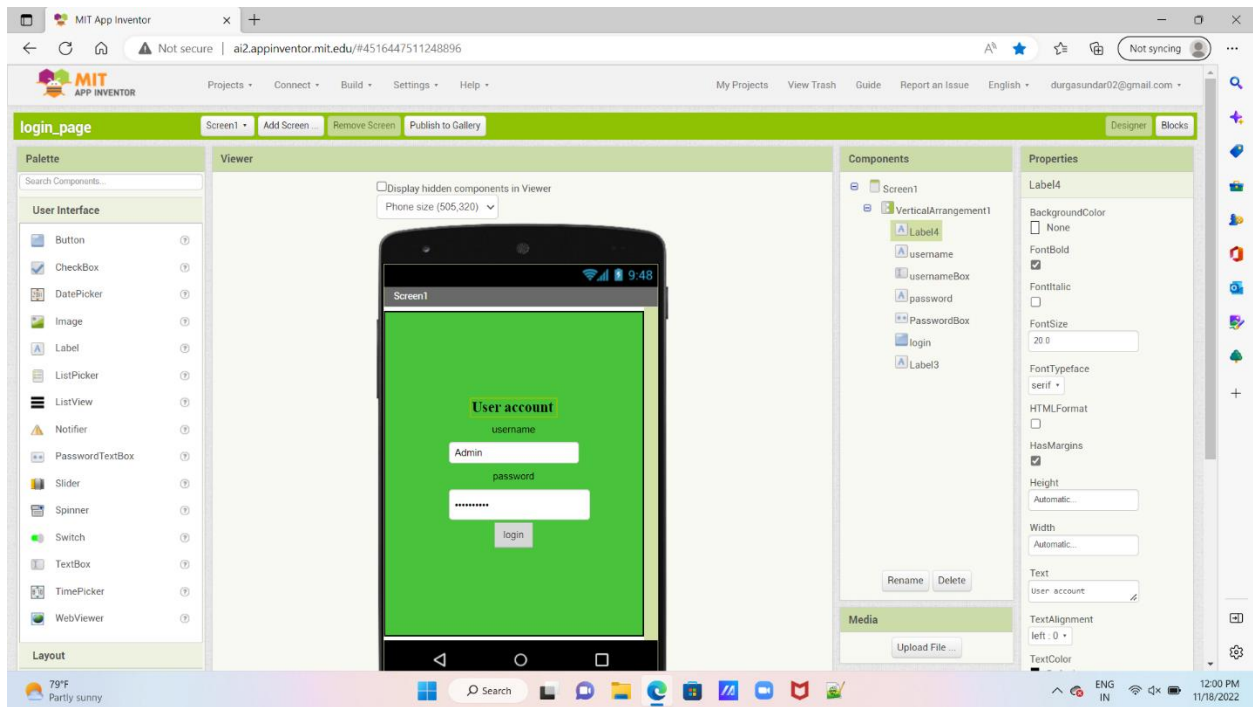 MIT App Inventor
Not secure | ai2.appinventor.mit.edu/#4516447511248896
Not syncing
MIT
APP INVENTOR
Projects Connect Build Settings Help My Projects View Trash Guide Report an Issue English durgasundar02@gmail.com
login_page Screen1 Add Screen ... Remove Screen Publish to Gallery Designer Blocks
Palette Viewer Components Properties
Search Components...
User Interface
Button
CheckBox
DatePicker
Image
Label
ListPicker
ListView
Notifier
PasswordTextBox
Slider
Spinner
Switch
TextBox
TimePicker
WebViewer
Layout
Display hidden components in Viewer
Phone size (505,320)
9:48
Screen1
User account
username
Admin
password
••••••••••
login
Screen1
VerticalArrangement1
Label4
username
usernameBox
password
PasswordBox
login
Label3
Rename Delete
Media
Upload File ...
Label4
BackgroundColor
None
FontBold
FontItalic
FontSize
20.0
FontTypeface
serif
HTMLFormat
HasMargins
Height
Automatic...
Width
Automatic...
Text
User account
TextAlignment
left : 0
TextColor
79°F
Partly sunny
Search
ENG
IN
12:00 PM
11/18/2022